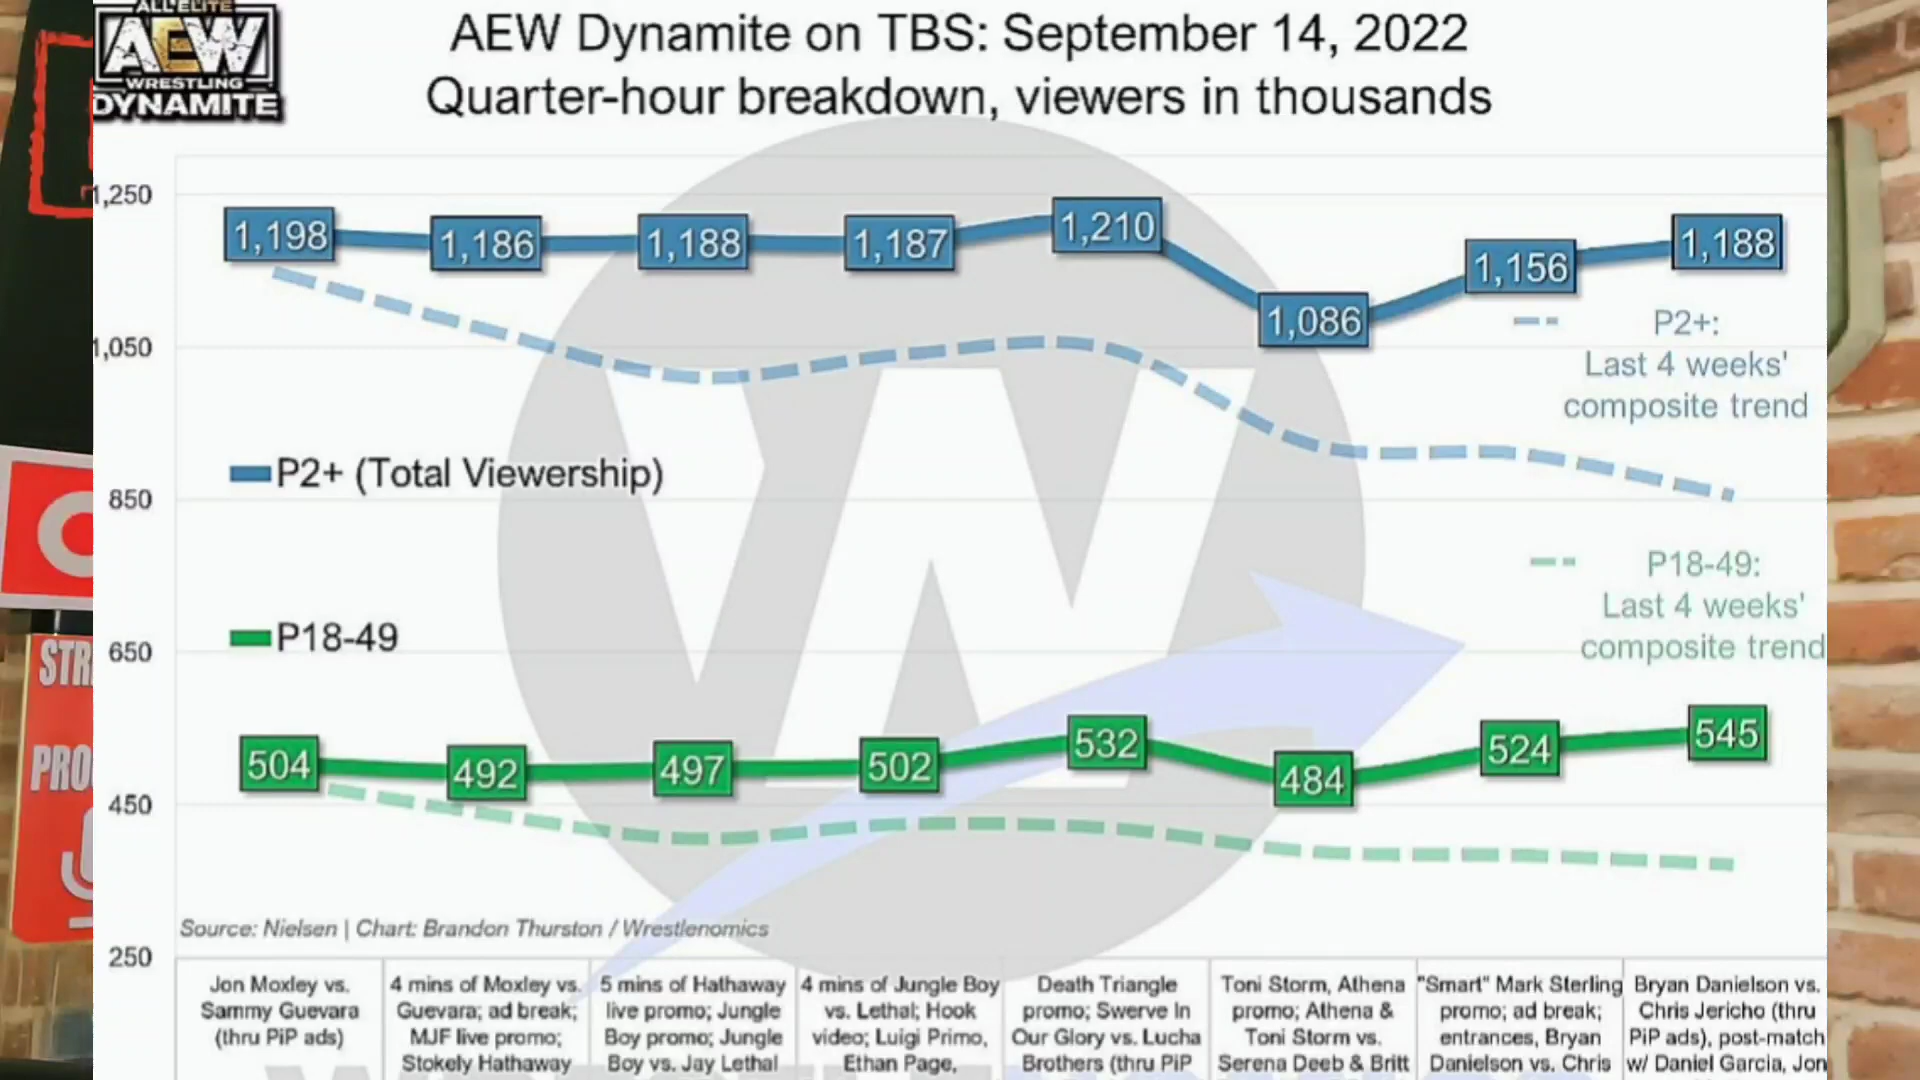 ALL ELITE
AEW
WRESTLING
DYNAMITE
AEW Dynamite on TBS: September 14, 2022
Quarter-hour breakdown, viewers in thousands
1,250
1,198
1,186
1,188
1,187
1,210
1,086
1,156
1,188
1,050
P2+:
Last 4 weeks'
composite trend
P2+ (Total Viewership)
850
P18-49:
Last 4 weeks'
composite trend
P18-49
650
504
492
497
502
532
484
524
545
450
Source: Nielsen | Chart: Brandon Thurston / Wrestlenomics
250
Jon Moxley vs.
Sammy Guevara
(thru PiP ads)
4 mins of Moxley vs.
Guevara; ad break;
MJF live promo;
Stokely Hathaway
5 mins of Hathaway
live promo; Jungle
Boy promo; Jungle
Boy vs. Jay Lethal
4 mins of Jungle Boy
vs. Lethal; Hook
video; Luigi Primo,
Ethan Page,
Death Triangle
promo; Swerve In
Our Glory vs. Lucha
Brothers (thru PiP
Toni Storm, Athena
promo; Athena &
Toni Storm vs.
Serena Deeb & Britt
"Smart" Mark Sterling
promo; ad break;
entrances, Bryan
Danielson vs. Chris
Bryan Danielson vs.
Chris Jericho (thru
PiP ads), post-match
w/ Daniel Garcia, Jon
STR
PRO